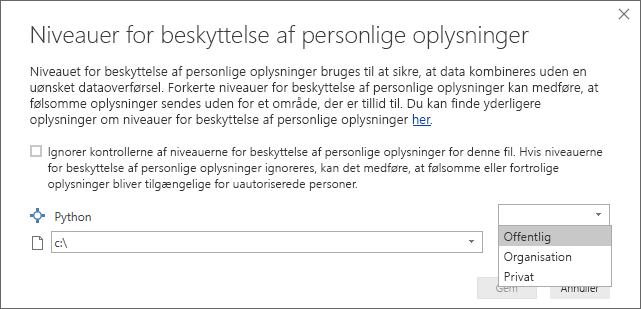 Niveauer for beskyttelse af personlige oplysninger
Niveauet for beskyttelse af personlige oplysninger bruges til at sikre, at data kombineres uden en
uønsket dataoverførsel. Forkerte niveauer for beskyttelse af personlige oplysninger kan medføre, at
følsomme oplysninger sendes uden for et område, der er tillid til. Du kan finde yderligere
oplysninger om niveauer for beskyttelse af personlige oplysninger her.
Ignorer kontrollerne af niveauerne for beskyttelse af personlige oplysninger for denne fil. Hvis niveauerne
for beskyttelse af personlige oplysninger ignoreres, kan det medføre, at følsomme eller fortrolige
oplysninger bliver tilgængelige for uautoriserede personer.
Python
c:\
Offentlig
Organisation
Privat
Gem
Annuller